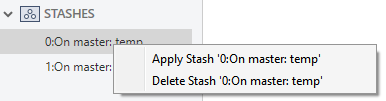 STASHES
0:On master: temp
1:On master:
Apply Stash '0:On master: temp'
Delete Stash '0:On master: temp'